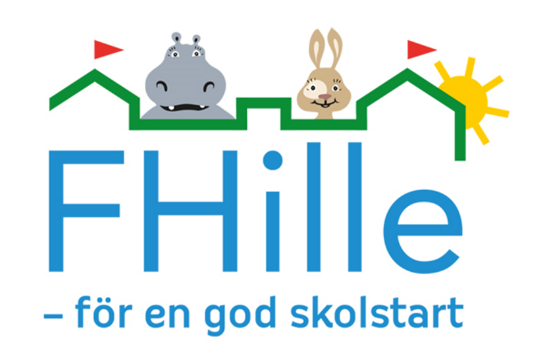 FHille
– för en god skolstart